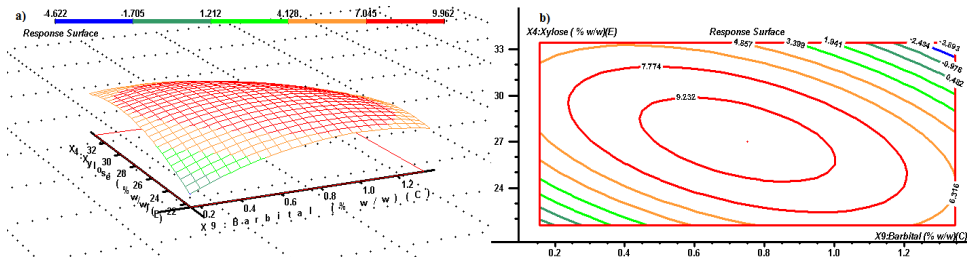 a)
-4.622 -1.705 1.212 4.128 7.045 9.962
Response Surface
X4:Xylose (% w/w)(E)
32
30
28
26
24
22
0.2 0.4 0.6 0.8 1 1.2
X9:Barbital (% w/w)(C)
b)
X4:Xylose (% w/w)(E)
Response Surface
4.857 3.399 1.941 -2.434 -3.893
-0.976
0.482
7.774
9.232
6.316
33
30
27
24
0.2 0.4 0.6 0.8 1.0 1.2
X9:Barbital (% w/w)(C)